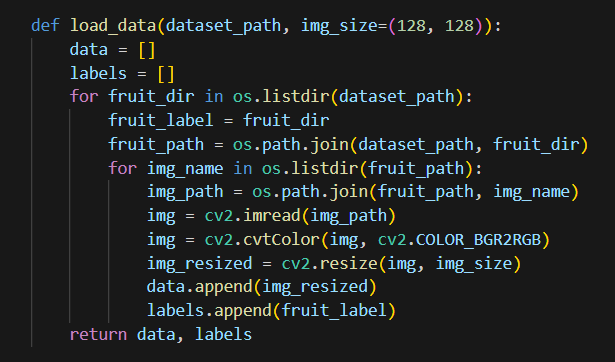 def load_data(dataset_path, img_size=(128, 128)):
    data = []
    labels = []
    for fruit_dir in os.listdir(dataset_path):
        fruit_label = fruit_dir
        fruit_path = os.path.join(dataset_path, fruit_dir)
        for img_name in os.listdir(fruit_path):
            img_path = os.path.join(fruit_path, img_name)
            img = cv2.imread(img_path)
            img = cv2.cvtColor(img, cv2.COLOR_BGR2RGB)
            img_resized = cv2.resize(img, img_size)
            data.append(img_resized)
            labels.append(fruit_label)
    return data, labels